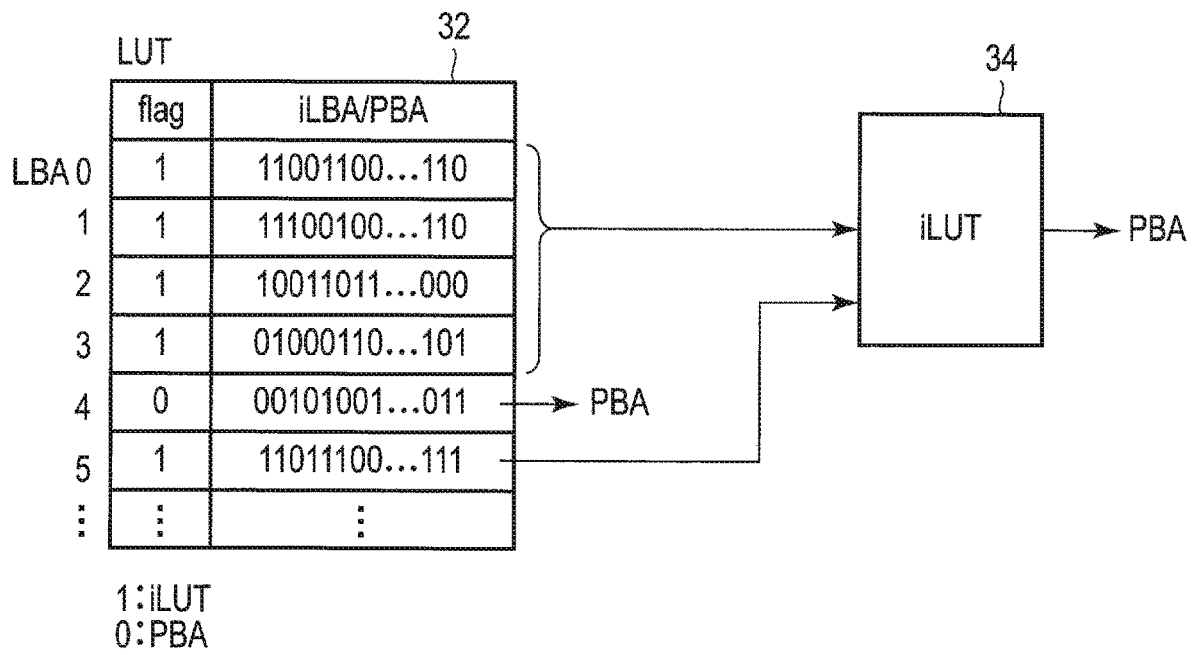 32
LUT
34
flag iLBA/PBA
LBA 0 1 11001100...110
1 1 11100100...110
iLUT
PBA
2 1 10011011...000
3 1 01000110...101
4 0 00101001...011 PBA
5 1 11011100...111
⋮ ⋮ ⋮
1:iLUT
0:PBA